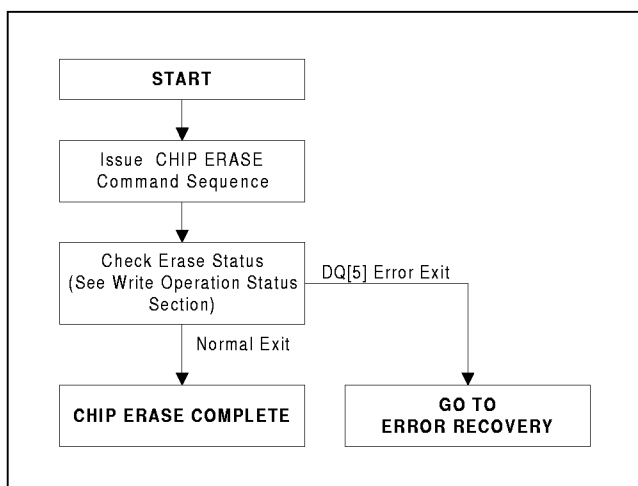 START
Issue CHIP ERASE
Command Sequence
Check Erase Status
(See Write Operation Status
Section)
DQ[5] Error Exit
Normal Exit
CHIP ERASE COMPLETE
GO TO
ERROR RECOVERY